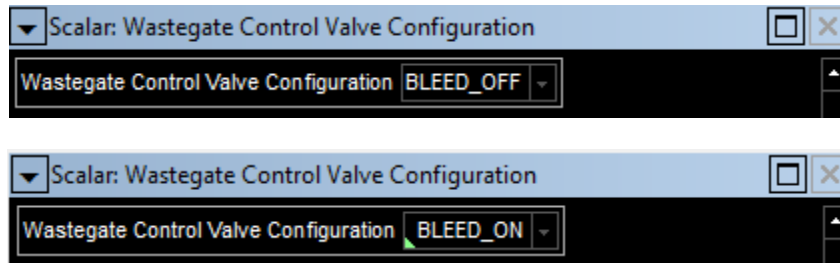 Scalar: Wastegate Control Valve Configuration
Wastegate Control Valve Configuration BLEED_OFF
Scalar: Wastegate Control Valve Configuration
Wastegate Control Valve Configuration BLEED_ON